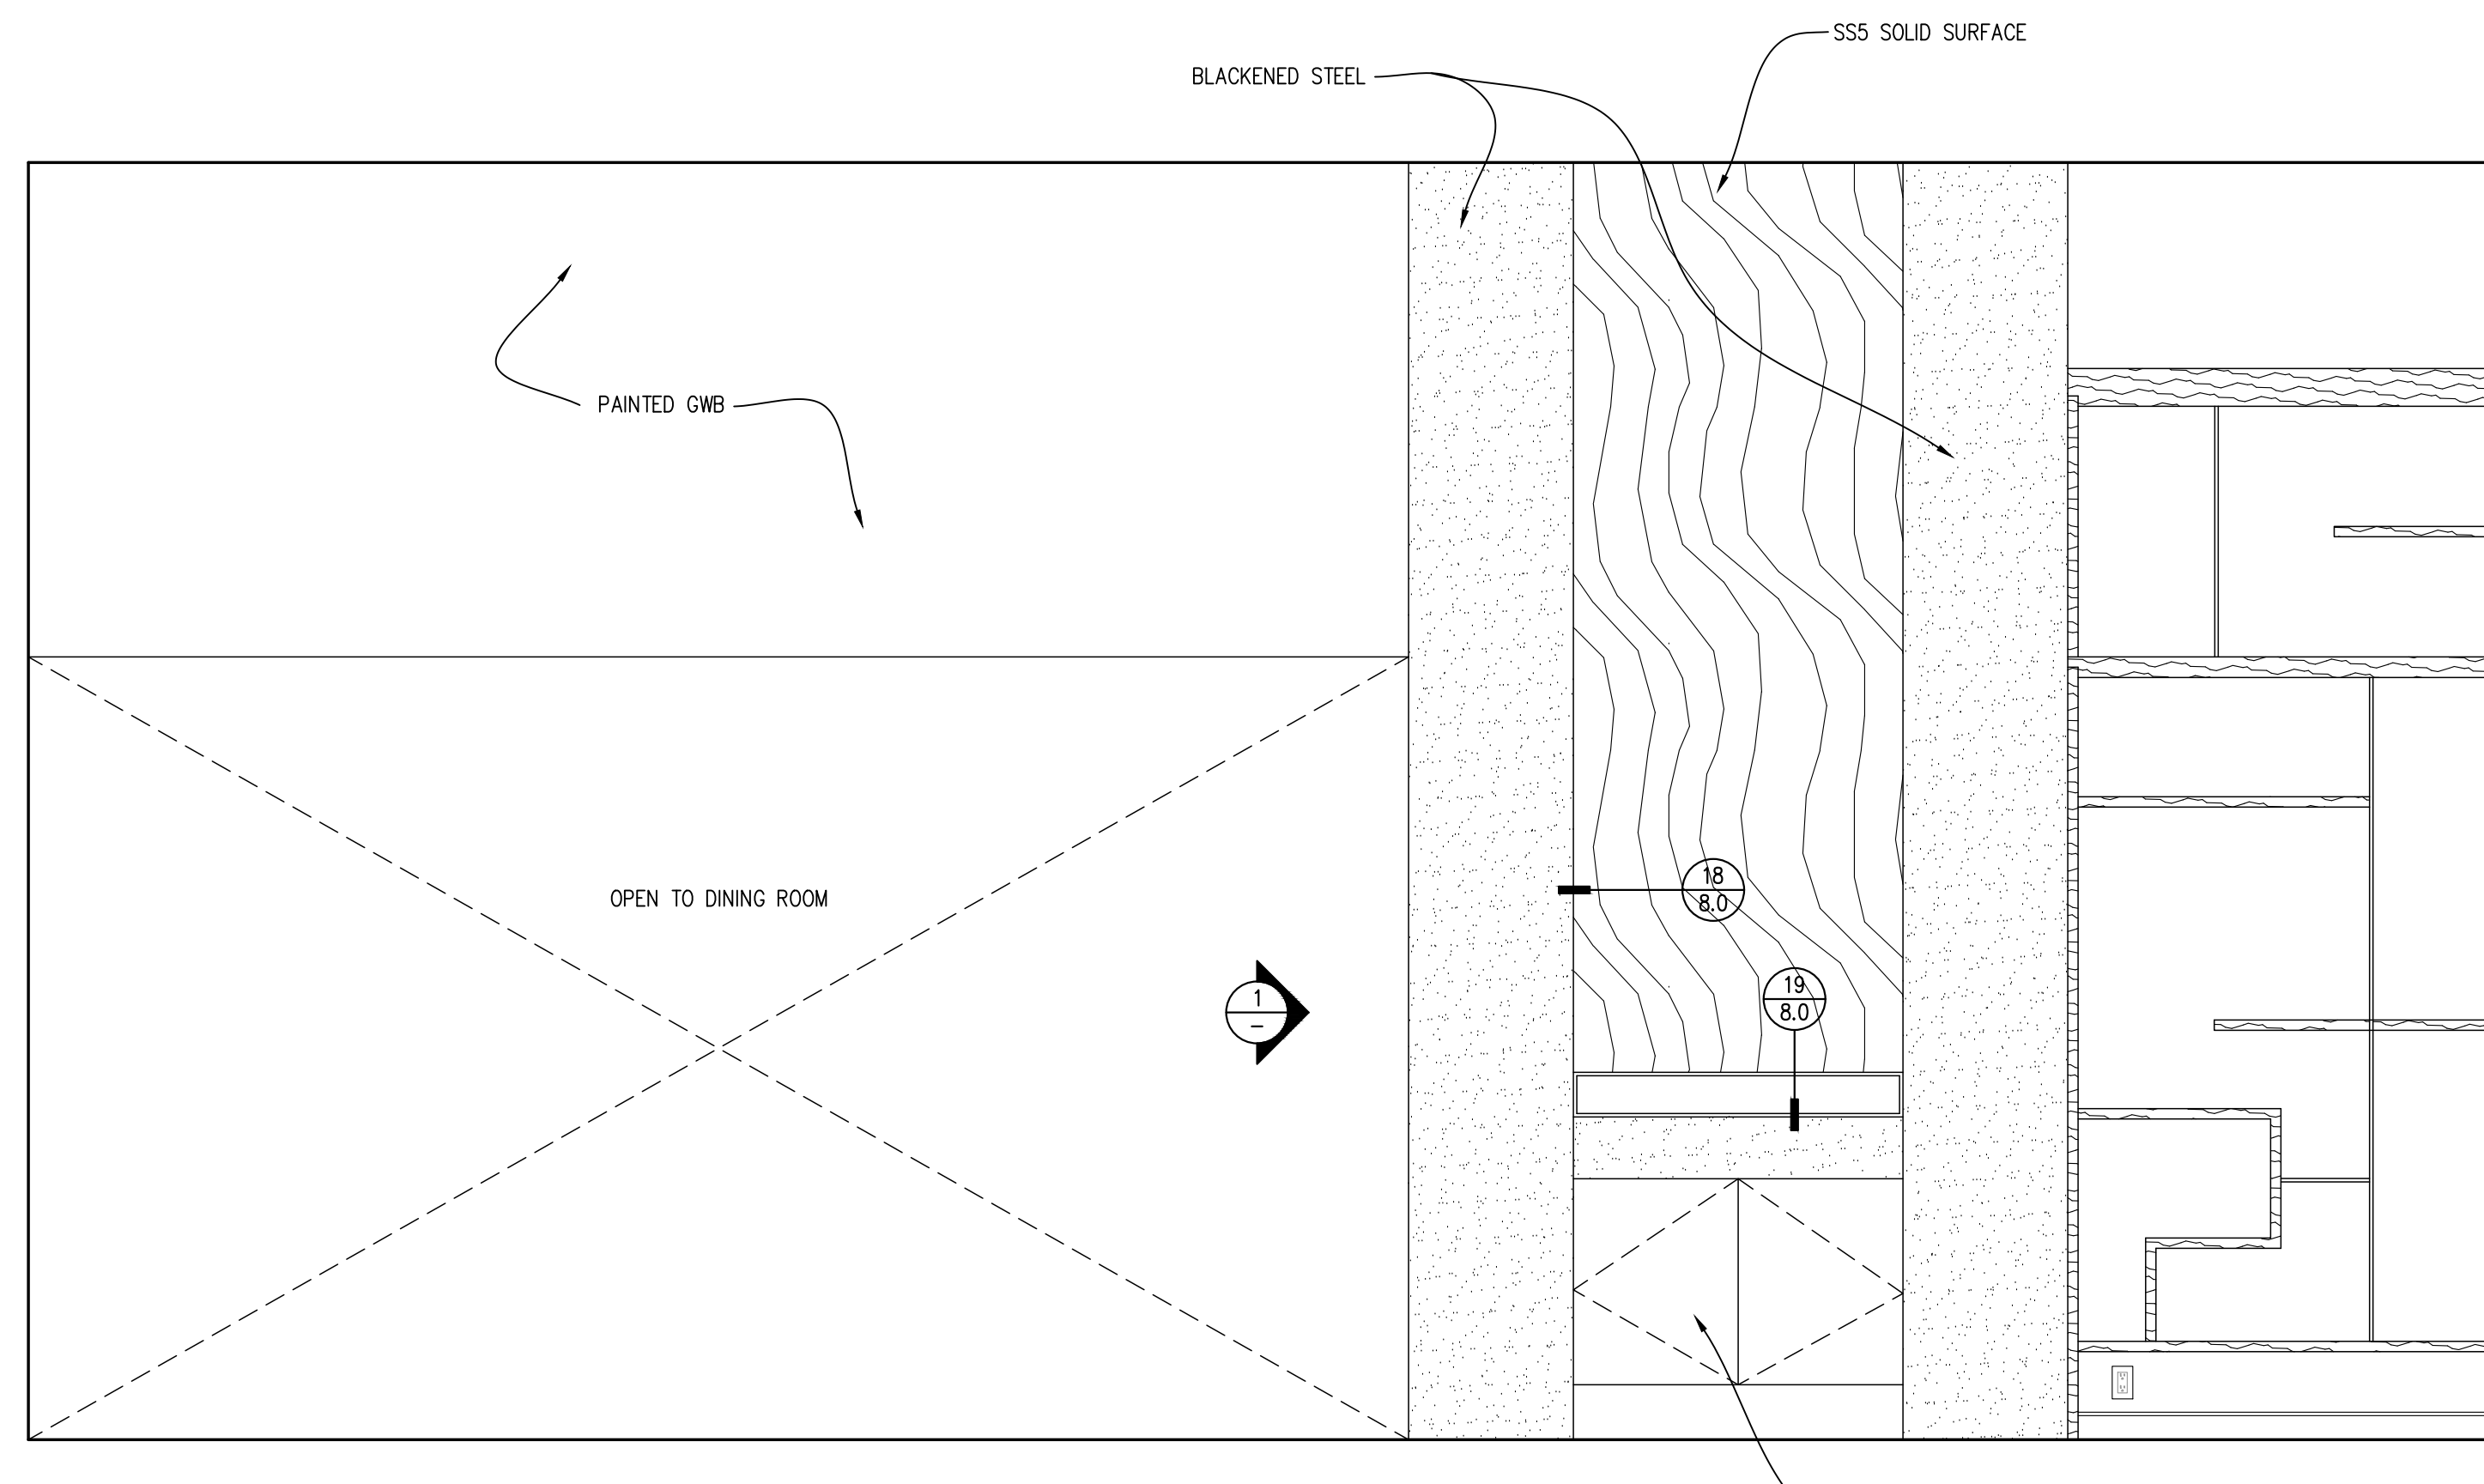 SS5 SOLID SURFACE
BLACKENED STEEL
PAINTED GWB
18
8.0
OPEN TO DINING ROOM
19
8.0
1
–